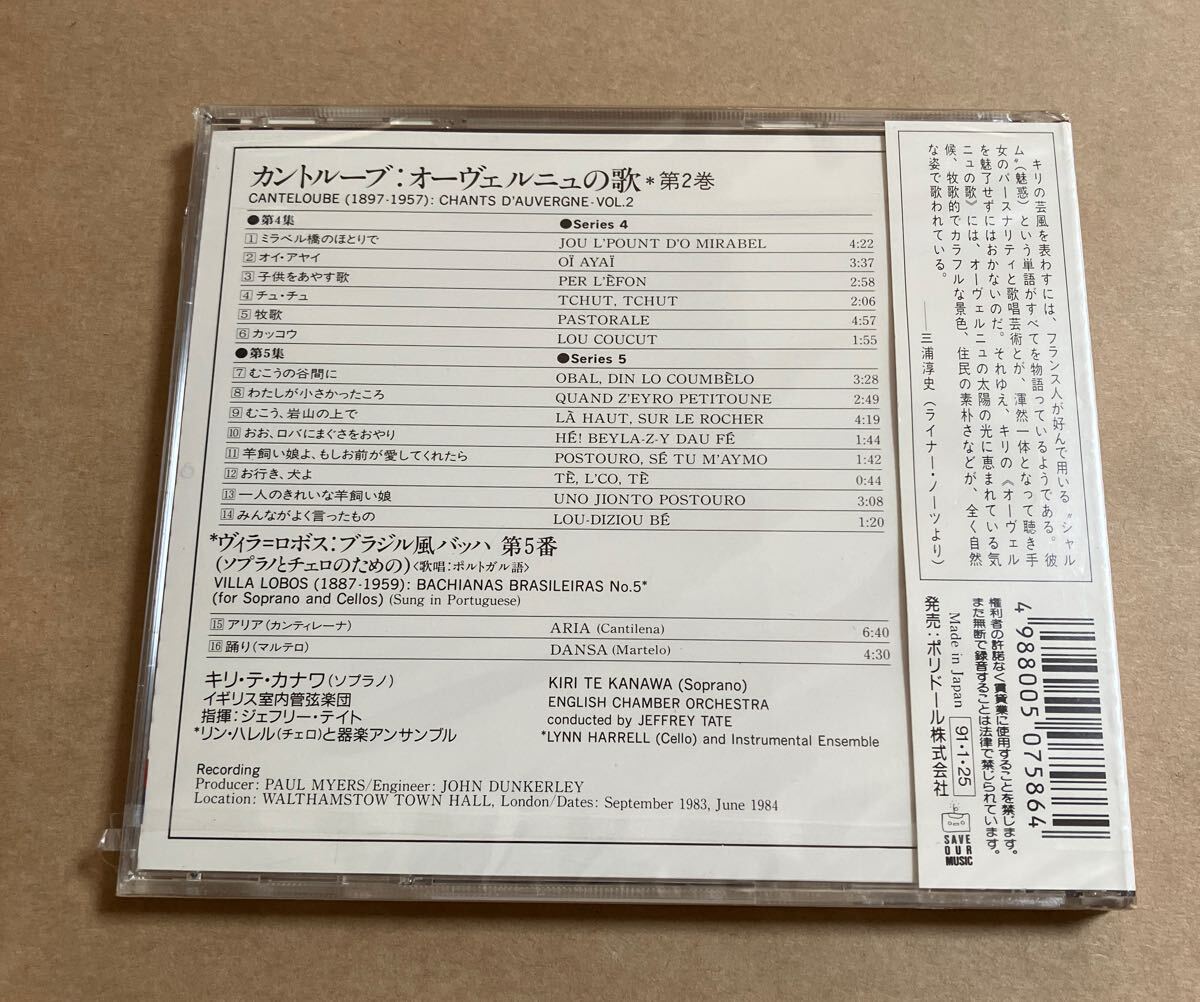 カントルーブ:オーヴェルニュの歌*第2巻
CANTELOUBE (1897-1957): CHANTS D'AUVERGNE-VOL.2
●第4集 ●Series 4
1 ミラベル橋のほとりで JOU L'POUNT D'O MIRABEL 4:22
2 オイ・アヤイ OÏ AYAÏ 3:37
3 子供をあやす歌 PER L'ÈFON 2:58
4 チュ・チュ TCHUT, TCHUT 2:06
5 牧歌 PASTORALE 4:57
6 カッコウ LOU COUCUT 1:55
●第5集 ●Series 5
7 むこうの谷間に OBAL, DIN LO COUMBÈLO 3:28
8 わたしが小さかったころ QUAND Z'EYRO PETITOUNE 2:49
9 むこう、岩山の上で LÀ HAUT, SUR LE ROCHER 4:19
10 おお、ロバにまぐさをおやり HÉ! BEYLA-Z-Y DAU FÉ 1:44
11 羊飼い娘よ、もしお前が愛してくれたら POSTOURO, SÉ TU M'AYMO 1:42
12 お行き、犬よ TÈ, L'CO, TÈ 0:44
13 一人のきれいな羊飼い娘 UNO JIONTO POSTOURO 3:08
14 みんながよく言ったもの LOU-DIZIOU BÉ 1:20
*ヴィラ=ロボス:ブラジル風バッハ 第5番
(ソプラノとチェロのための)〈歌唱:ポルトガル語〉
VILLA LOBOS (1887-1959): BACHIANAS BRASILEIRAS No.5*
(for Soprano and Cellos) (Sung in Portuguese)
15 アリア(カンティレーナ) ARIA (Cantilena) 6:40
16 踊り(マルテロ) DANSA (Martelo) 4:30
キリ・テ・カナワ(ソプラノ) KIRI TE KANAWA (Soprano)
イギリス室内管弦楽団 ENGLISH CHAMBER ORCHESTRA
指揮:ジェフリー・テイト conducted by JEFFREY TATE
*リン・ハレル(チェロ)と器楽アンサンブル *LYNN HARRELL (Cello) and Instrumental Ensemble
Recording
Producer: PAUL MYERS/Engineer: JOHN DUNKERLEY
Location: WALTHAMSTOW TOWN HALL, London/Dates: September 1983, June 1984
キリの芸風を表わすには、フランス人が好んで用いる〝シャル
ム〟(魅惑)という単語がすべてを物語っているようである。彼
女のパースナリティと歌唱芸術とが、渾然一体となって聴き手
を魅了せずにはおかないのだ。それゆえ、キリの《オーヴェル
ニュの歌》には、オーヴェルニュの太陽の光に恵まれている気
候、牧歌的でカラフルな景色、住民の素朴さなどが、全く自然
な姿で歌われている。
――三浦淳史(ライナー・ノーツより)
4 988005 075864
権利者の許諾なく賃貸業に使用することを禁じます。
また無断で録音することは法律で禁じられています。
Made in Japan 91・1・25
発売:ポリドール株式会社
SAVE
OUR
MUSIC